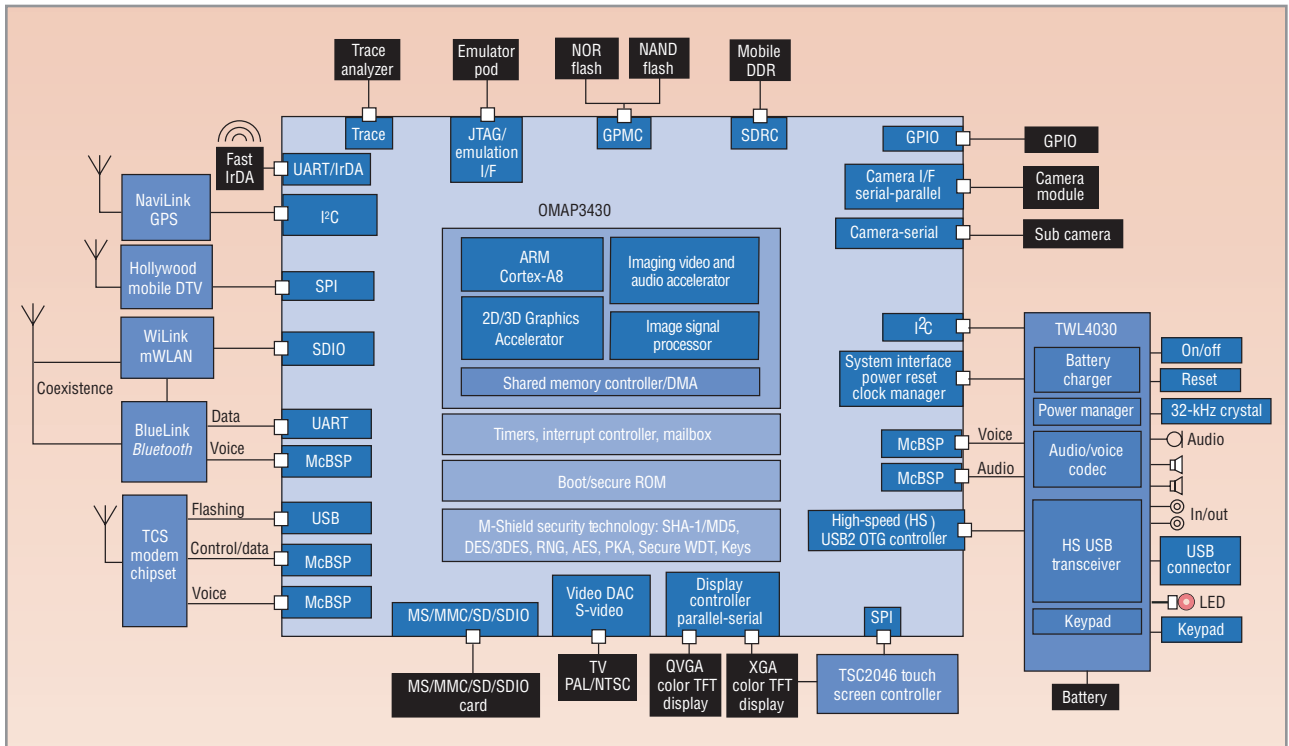 Trace
analyzer
Emulator
pod
NOR
flash
NAND
flash
Mobile
DDR
Trace
JTAG/
emulation
I/F
GPMC
SDRC
GPIO
GPIO
Fast
IrDA
UART/IrDA
Camera I/F
serial-parallel
Camera
module
NaviLink
GPS
I²C
OMAP3430
Camera-serial
Sub camera
ARM
Cortex-A8
Imaging video and
audio accelerator
Hollywood
mobile DTV
SPI
2D/3D Graphics
Accelerator
Image signal
processor
I²C
TWL4030
WiLink
mWLAN
SDIO
System interface
power reset
clock manager
Battery
charger
On/off
Reset
Coexistence
Shared memory controller/DMA
Power manager
32-kHz crystal
BlueLink
Bluetooth
Data
UART
Voice
McBSP
Timers, interrupt controller, mailbox
McBSP
Voice
McBSP
Audio
Audio/voice
codec
Audio
Boot/secure ROM
TCS
modem
chipset
Flashing
USB
Control/data
McBSP
Voice
McBSP
M-Shield security technology: SHA-1/MD5,
DES/3DES, RNG, AES, PKA, Secure WDT, Keys
High-speed (HS)
USB2 OTG controller
HS USB
transceiver
In/out
USB
connector
LED
Keypad
Keypad
MS/MMC/SD/SDIO
Video DAC
S-video
Display
controller
parallel-serial
SPI
MS/MMC/SD/SDIO
card
TV
PAL/NTSC
QVGA
color TFT
display
XGA
color TFT
display
TSC2046 touch
screen controller
Battery